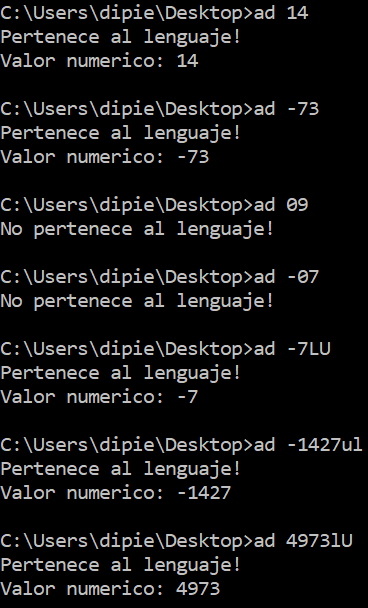 C:\Users\dipie\Desktop>ad 14
Pertenece al lenguaje!
Valor numerico: 14
C:\Users\dipie\Desktop>ad -73
Pertenece al lenguaje!
Valor numerico: -73
C:\Users\dipie\Desktop>ad 09
No pertenece al lenguaje!
C:\Users\dipie\Desktop>ad -07
No pertenece al lenguaje!
C:\Users\dipie\Desktop>ad -7LU
Pertenece al lenguaje!
Valor numerico: -7
C:\Users\dipie\Desktop>ad -1427ul
Pertenece al lenguaje!
Valor numerico: -1427
C:\Users\dipie\Desktop>ad 4973lU
Pertenece al lenguaje!
Valor numerico: 4973